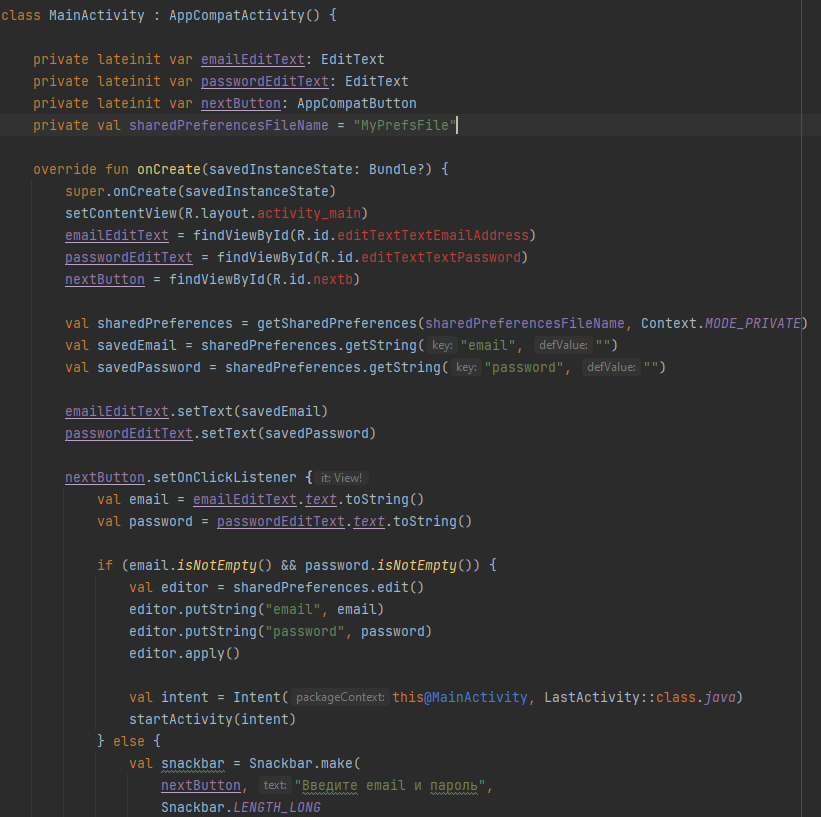 class MainActivity : AppCompatActivity() {
private lateinit var emailEditText: EditText
private lateinit var passwordEditText: EditText
private lateinit var nextButton: AppCompatButton
private val sharedPreferencesFileName = "MyPrefsFile"
override fun onCreate(savedInstanceState: Bundle?) {
super.onCreate(savedInstanceState)
setContentView(R.layout.activity_main)
emailEditText = findViewById(R.id.editTextTextEmailAddress)
passwordEditText = findViewById(R.id.editTextTextPassword)
nextButton = findViewById(R.id.nextb)
val sharedPreferences = getSharedPreferences(sharedPreferencesFileName, Context.MODE_PRIVATE)
val savedEmail = sharedPreferences.getString( key: "email", defValue: "")
val savedPassword = sharedPreferences.getString( key: "password", defValue: "")
emailEditText.setText(savedEmail)
passwordEditText.setText(savedPassword)
nextButton.setOnClickListener { it: View!
val email = emailEditText.text.toString()
val password = passwordEditText.text.toString()
if (email.isNotEmpty() && password.isNotEmpty()) {
val editor = sharedPreferences.edit()
editor.putString("email", email)
editor.putString("password", password)
editor.apply()
val intent = Intent( packageContext: this@MainActivity, LastActivity::class.java)
startActivity(intent)
} else {
val snackbar = Snackbar.make(
nextButton, text: "Введите email и пароль",
Snackbar.LENGTH_LONG